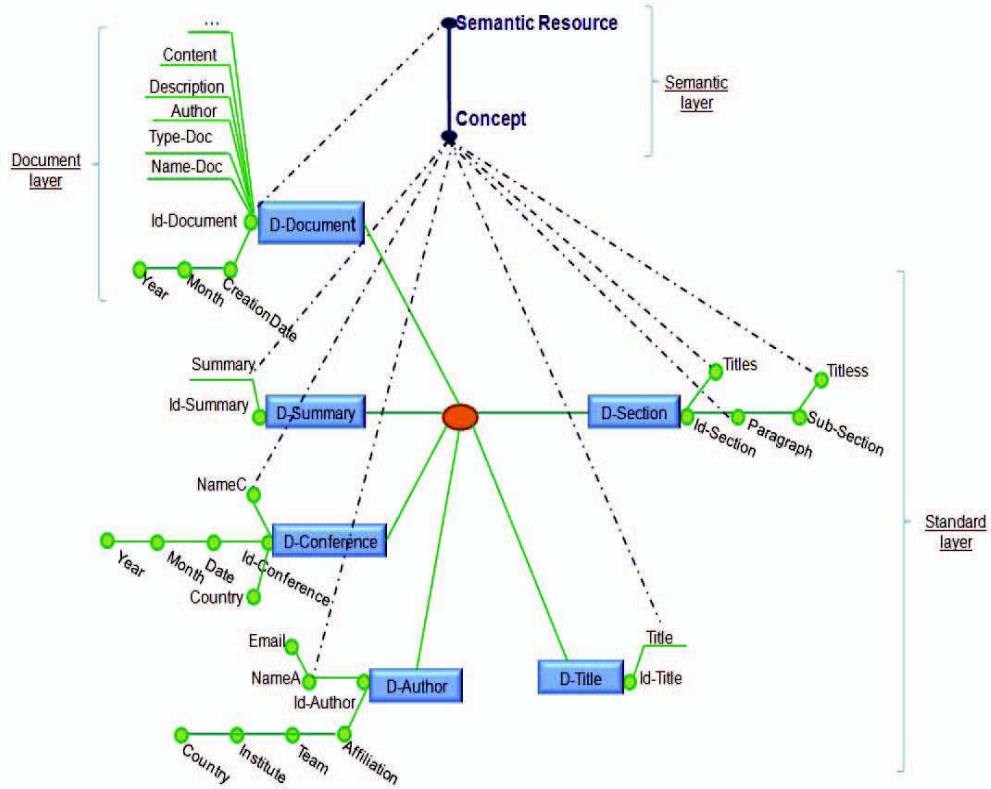 ...
Semantic Resource
Content
Description
Author
Type-Doc
Name-Doc
Id-Document
D-Document
Year
Month
CreationDate
Document
layer
Concept
Semantic
layer
Summary
Id-Summary
D-Summary
D-Section
Titles
Titless
Id-Section
Paragraph
Sub-Section
NameC
D-Conference
Id-Conference
Date
Month
Year
Country
Standard
layer
Email
NameA
Id-Author
D-Author
Affiliation
Team
Institute
Country
D-Title
Title
Id-Title